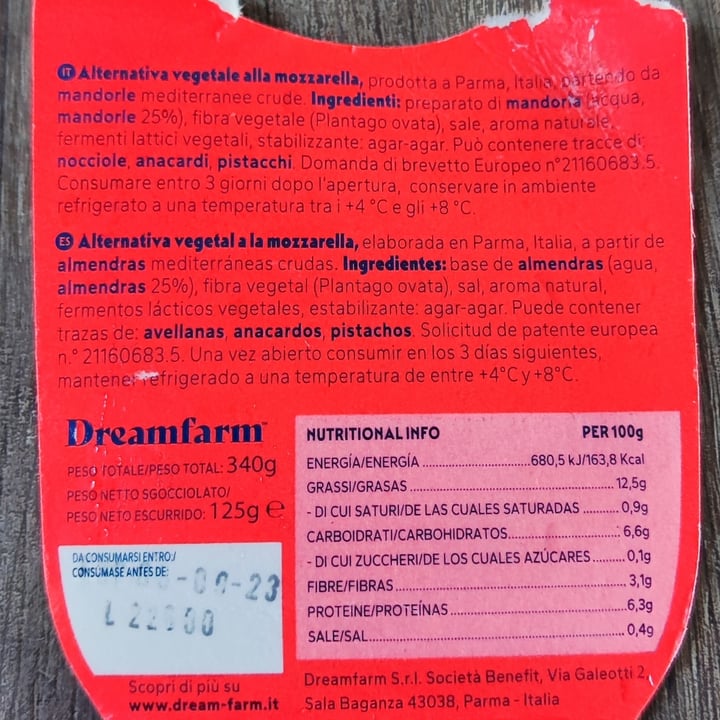 IT Alternativa vegetale alla mozzarella, prodotta a Parma, Italia, partendo da
mandorle mediterranee crude. Ingredienti: preparato di mandorla (acqua,
mandorle 25%), fibra vegetale (Plantago ovata), sale, aroma naturale,
fermenti lattici vegetali, stabilizzante: agar-agar. Può contenere tracce di:
nocciole, anacardi, pistacchi. Domanda di brevetto Europeo n°21160683.5.
Consumare entro 3 giorni dopo l'apertura, conservare in ambiente
refrigerato a una temperatura tra i +4 °C e gli +8 °C.
ES Alternativa vegetal a la mozzarella, elaborada en Parma, Italia, a partir de
almendras mediterráneas crudas. Ingredientes: base de almendras (agua,
almendras 25%), fibra vegetal (Plantago ovata), sal, aroma natural,
fermentos lácticos vegetales, estabilizante: agar-agar. Puede contener
trazas de: avellanas, anacardos, pistachos. Solicitud de patente europea
n.° 21160683.5. Una vez abierto consumir en los 3 días siguientes,
mantener refrigerado a una temperatura de entre +4°C y +8°C.
Dreamfarm™
PESO TOTALE/PESO TOTAL: 340g
PESO NETTO SGOCCIOLATO/
PESO NETO ESCURRIDO: 125g ℮
DA CONSUMARSI ENTRO:/
CONSÚMASE ANTES DE:
-23
L 22
Scopri di più su
www.dream-farm.it
NUTRITIONAL INFO PER 100g
ENERGÍA/ENERGÍA ..................680,5 kJ/163,8 Kcal
GRASSI/GRASAS ..................12,5g
- DI CUI SATURI/DE LAS CUALES SATURADAS ..........0,9g
CARBOIDRATI/CARBOHIDRATOS..................6,6g
- DI CUI ZUCCHERI/DE LOS CUALES AZÚCARES ........0,1g
FIBRE/FIBRAS ..................3,1g
PROTEINE/PROTEÍNAS ..................6,3g
SALE/SAL..................0,4g
Dreamfarm S.r.l. Società Benefit, Via Galeotti 2,
Sala Baganza 43038, Parma - Italia